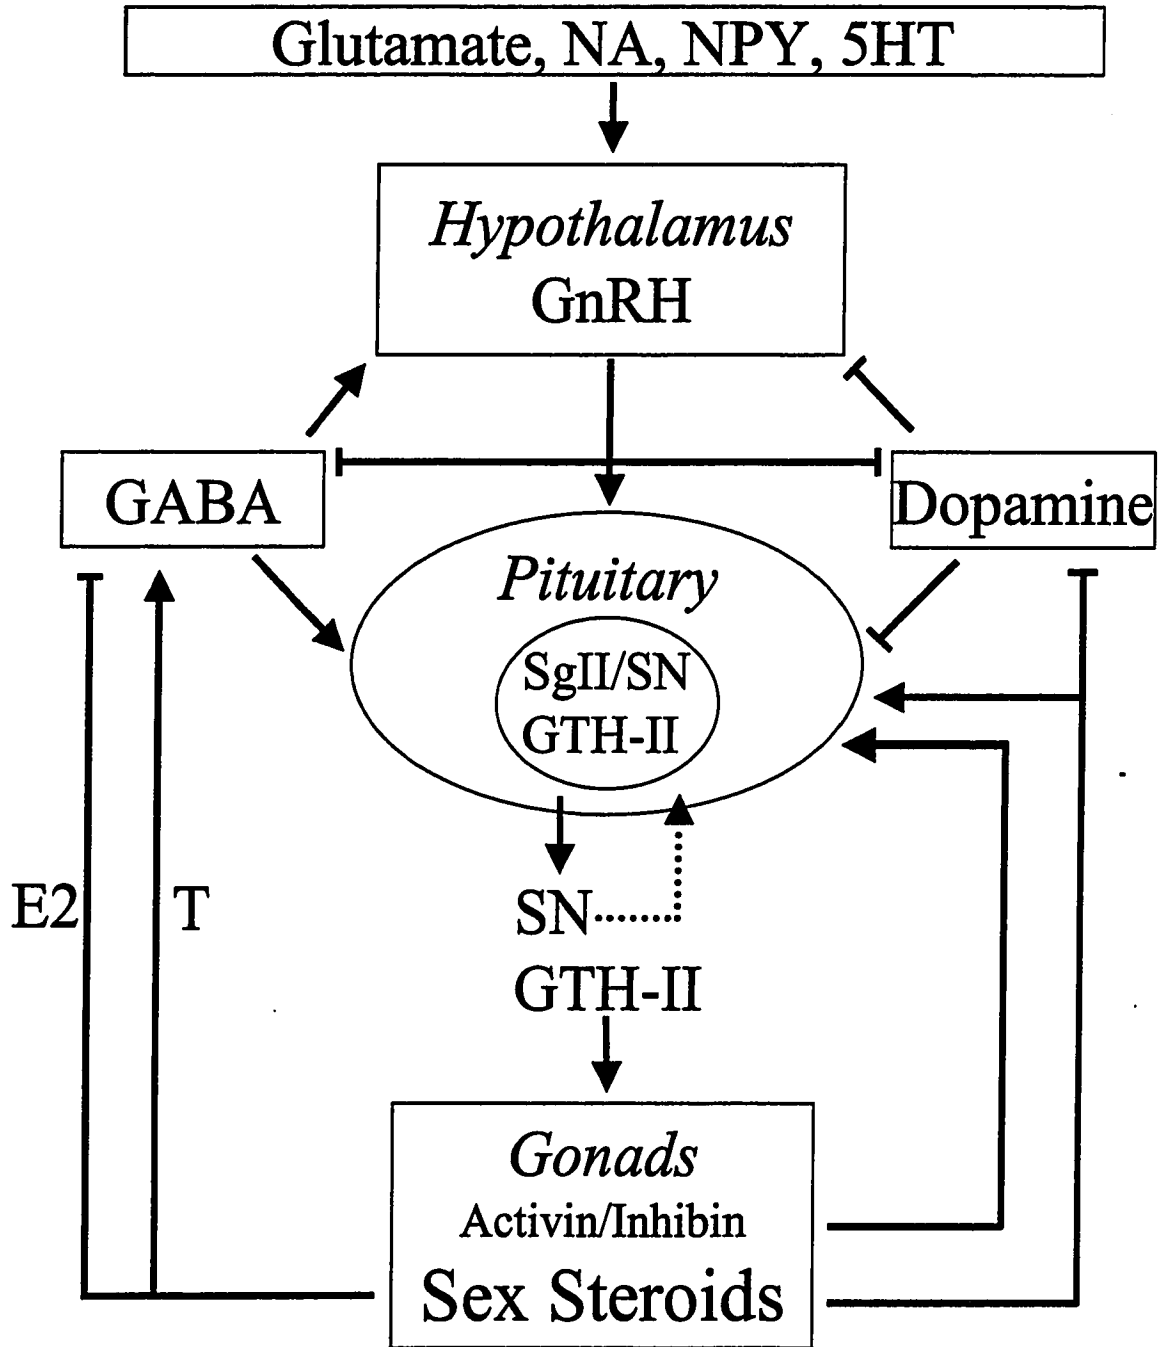 Glutamate, NA, NPY, 5HT
Hypothalamus
GnRH
GABA
Dopamine
Pituitary
SgII/SN
GTH-II
E2
T
SN
GTH-II
Gonads
Activin/Inhibin
Sex Steroids